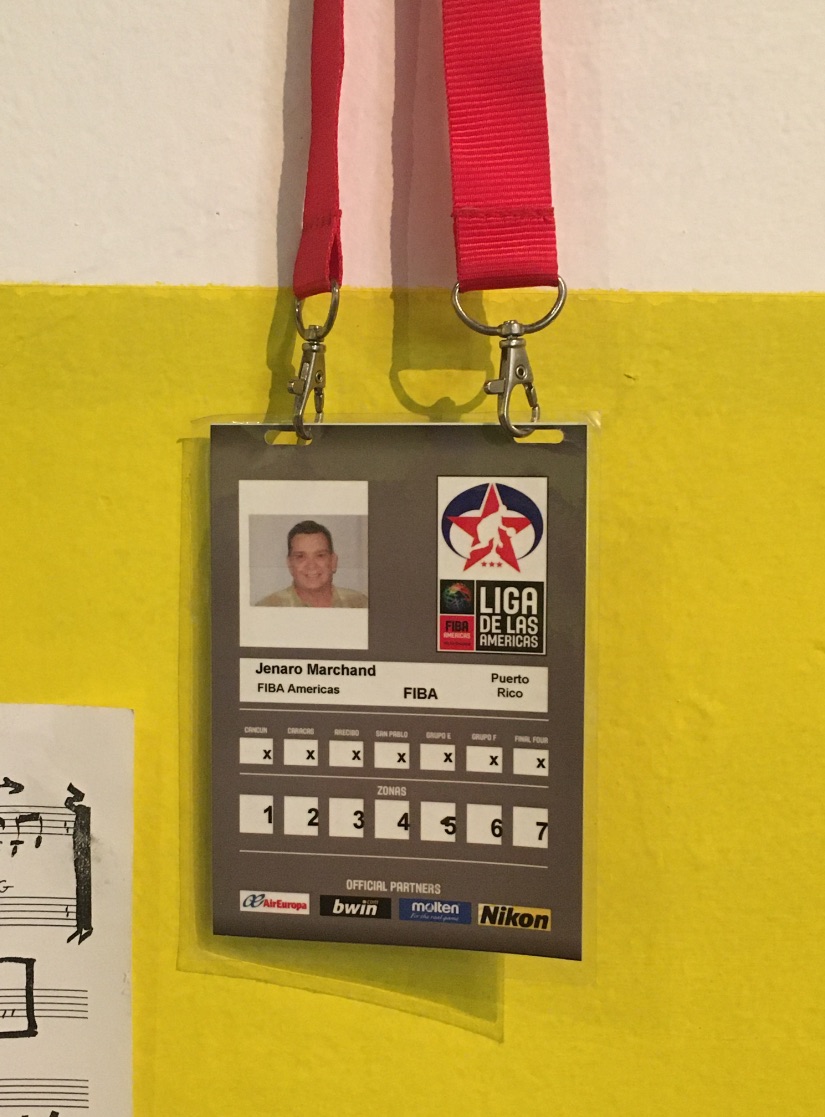 LIGA
DE LAS
AMERICAS
FIBA
AMERICAS
Jenaro Marchand
FIBA Americas
FIBA
Puerto
Rico
CANCUN CARACAS ARECIBO SAN PABLO GRUPO E GRUPO F FINAL FOUR
x x x x x x x
ZONAS
1 2 3 4 5 6 7
OFFICIAL PARTNERS
AirEuropa bwin.com molten Nikon
For the real game
G